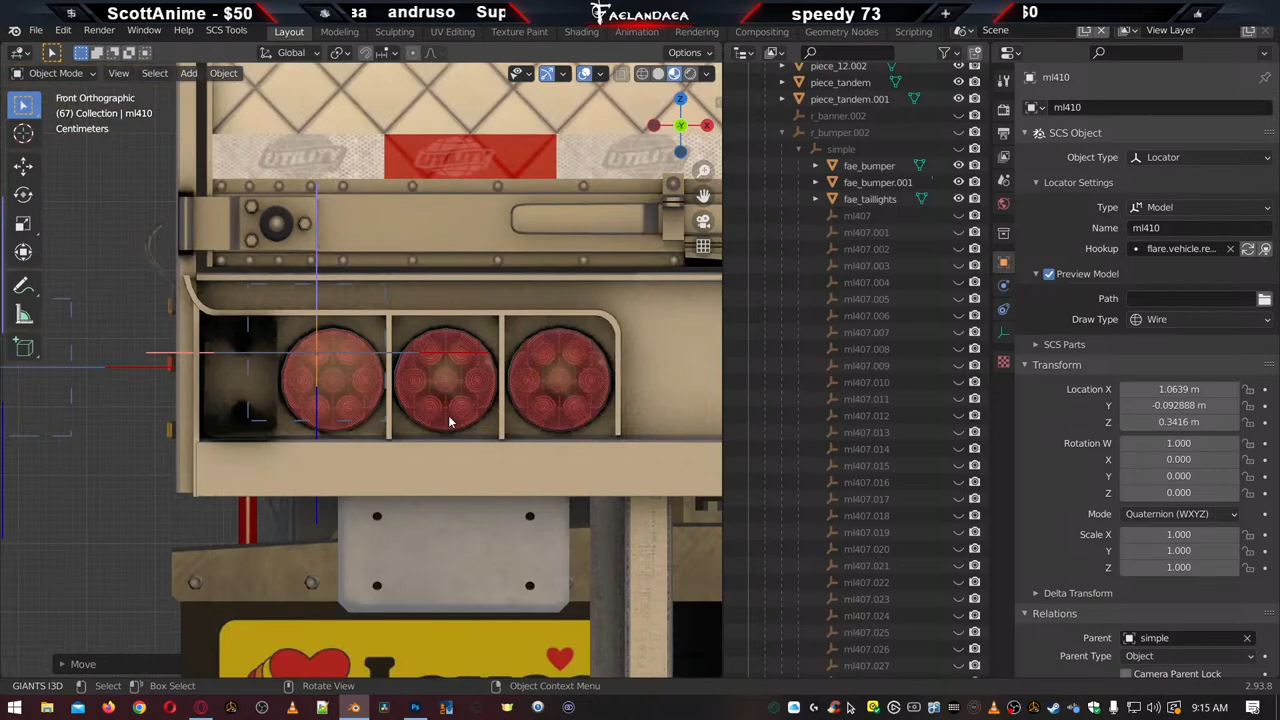 ScottAnime - $50
aa andruso Sup
FAELANDAEA
speedy 73
$0
File Edit Render Window Help SCS Tools
Layout Modeling Sculpting UV Editing Texture Paint Shading Animation Rendering Compositing Geometry Nodes Scripting
Scene
View Layer
Global
Options
Object Mode View Select Add Object
Front Orthographic
(67) Collection | ml410
Centimeters
Z
-Y
X
UTILITY
UTILITY
UTILITY
I
Move
piece_12.002
piece_tandem
piece_tandem.001
r_banner.002
r_bumper.002
simple
fae_bumper
fae_bumper.001
fae_taillights
ml407
ml407.001
ml407.002
ml407.003
ml407.004
ml407.005
ml407.006
ml407.007
ml407.008
ml407.009
ml407.010
ml407.011
ml407.012
ml407.013
ml407.014
ml407.015
ml407.016
ml407.017
ml407.018
ml407.019
ml407.020
ml407.021
ml407.022
ml407.023
ml407.024
ml407.025
ml407.026
ml407.027
ml410
ml410
SCS Object
Object Type Locator
Locator Settings
Type Model
Name ml410
Hookup flare.vehicle.re...
Preview Model
Path
Draw Type Wire
SCS Parts
Transform
Location X 1.0639 m
Y -0.092888 m
Z 0.3416 m
Rotation W 1.000
X 0.000
Y 0.000
Z 0.000
Mode Quaternion (WXYZ)
Scale X 1.000
Y 1.000
Z 1.000
Delta Transform
Relations
Parent simple
Parent Type Object
Camera Parent Lock
GIANTS I3D Select Box Select Rotate View Object Context Menu 2.93.8
9:15 AM